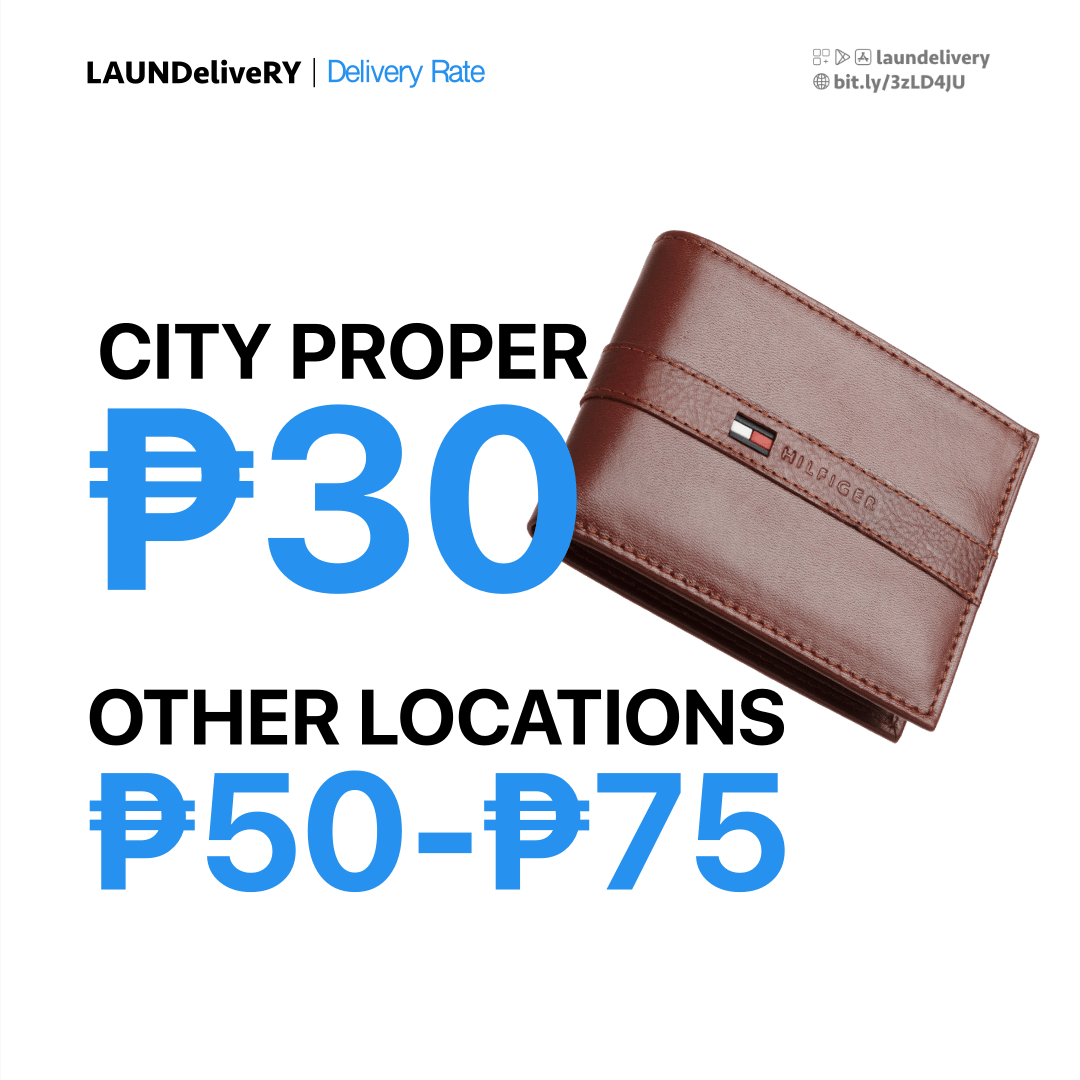 LAUNDeliveRY | Delivery Rate
laundelivery
bit.ly/3zLD4JU
CITY PROPER
₱30
HILFIGER
OTHER LOCATIONS
₱50-₱75